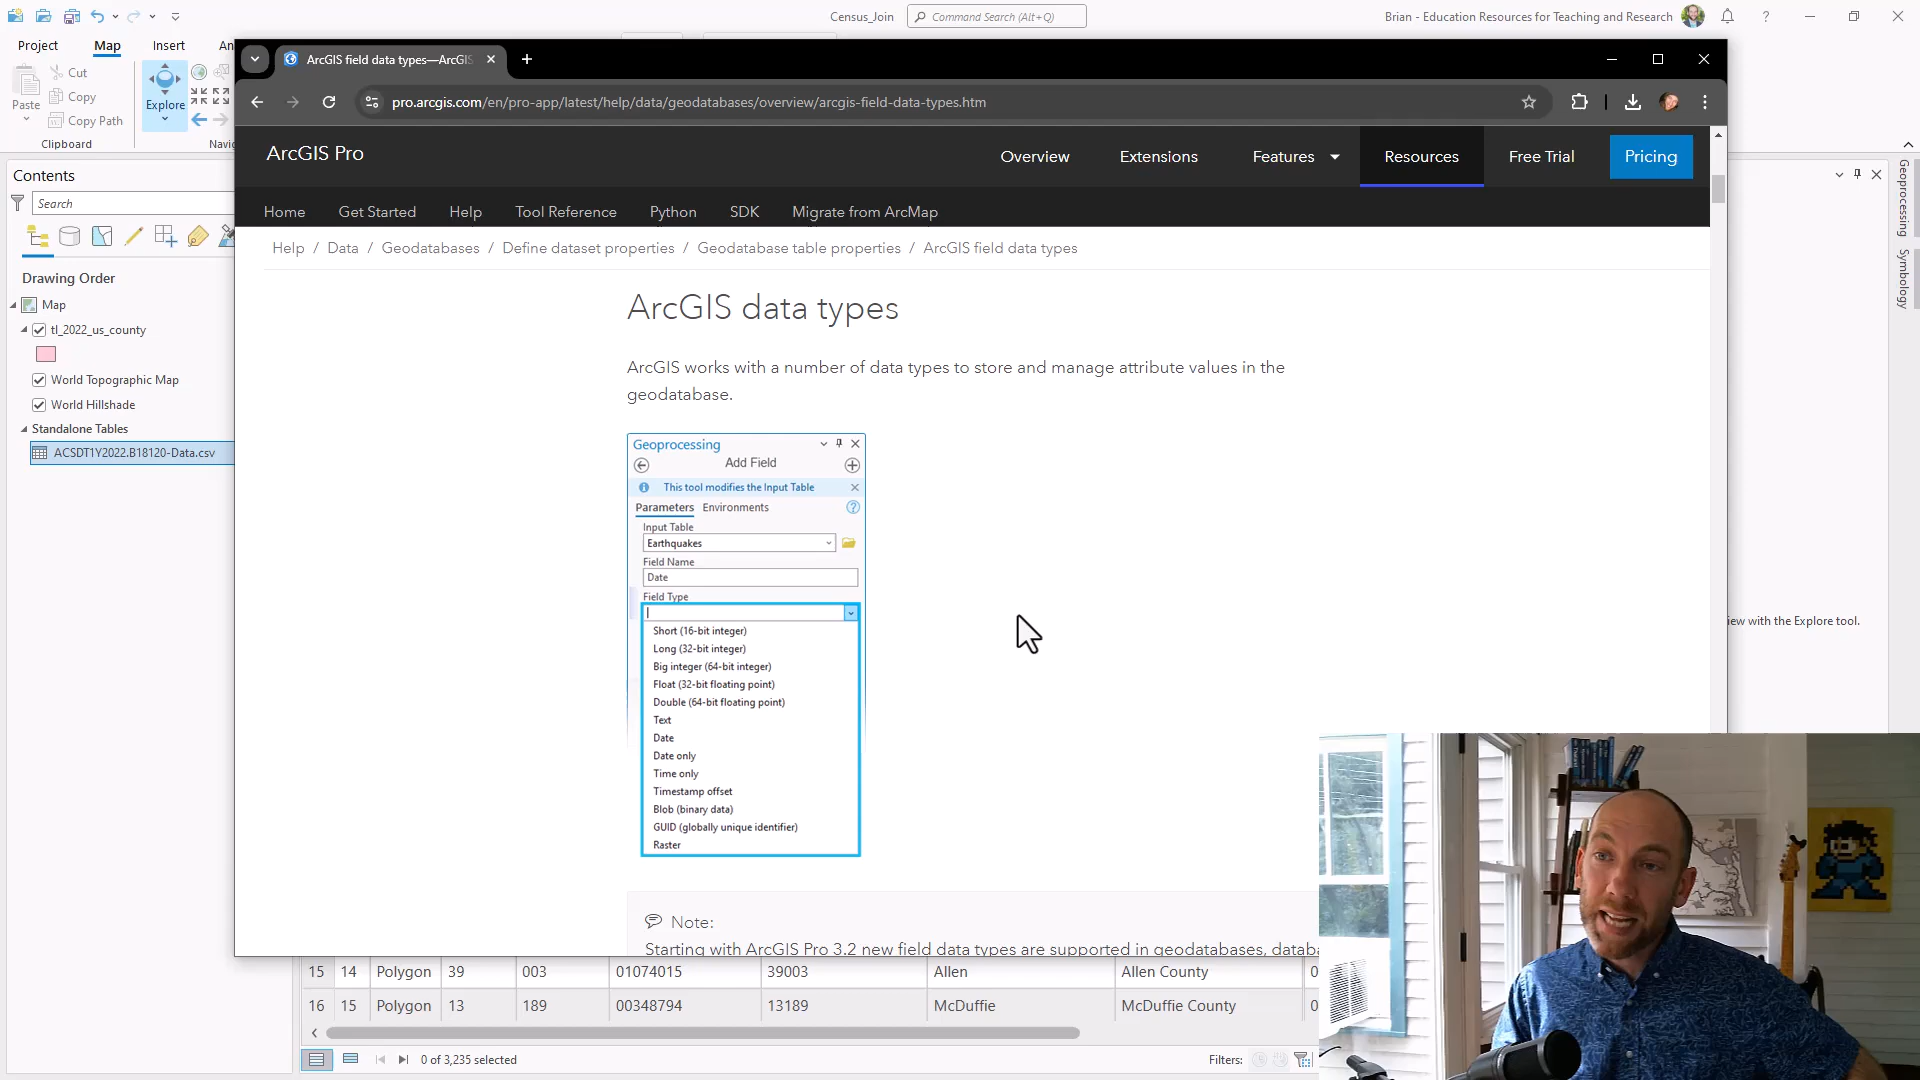 Census_Join
Command Search (Alt+Q)
Brian - Education Resources for Teaching and Research
Project
Map
Insert
An
Paste
Cut
Copy
Copy Path
Clipboard
Explore
Navig
ArcGIS field data types—ArcGIS
pro.arcgis.com/en/pro-app/latest/help/data/geodatabases/overview/arcgis-field-data-types.htm
ArcGIS Pro
Overview
Extensions
Features
Resources
Free Trial
Pricing
Home
Get Started
Help
Tool Reference
Python
SDK
Migrate from ArcMap
Help / Data / Geodatabases / Define dataset properties / Geodatabase table properties / ArcGIS field data types
ArcGIS data types
ArcGIS works with a number of data types to store and manage attribute values in the
geodatabase.
Geoprocessing
Add Field
This tool modifies the Input Table
Parameters Environments
Input Table
Earthquakes
Field Name
Date
Field Type
Short (16-bit integer)
Long (32-bit integer)
Big integer (64-bit integer)
Float (32-bit floating point)
Double (64-bit floating point)
Text
Date
Date only
Time only
Timestamp offset
Blob (binary data)
GUID (globally unique identifier)
Raster
Note:
Starting with ArcGIS Pro 3.2 new field data types are supported in geodatabases, databa
Contents
Search
Drawing Order
Map
tl_2022_us_county
World Topographic Map
World Hillshade
Standalone Tables
ACSDT1Y2022.B18120-Data.csv
Geoprocessing
Symbology
iew with the Explore tool.
15 14 Polygon 39 003 01074015 39003 Allen Allen County 0
16 15 Polygon 13 189 00348794 13189 McDuffie McDuffie County 0
0 of 3,235 selected
Filters: